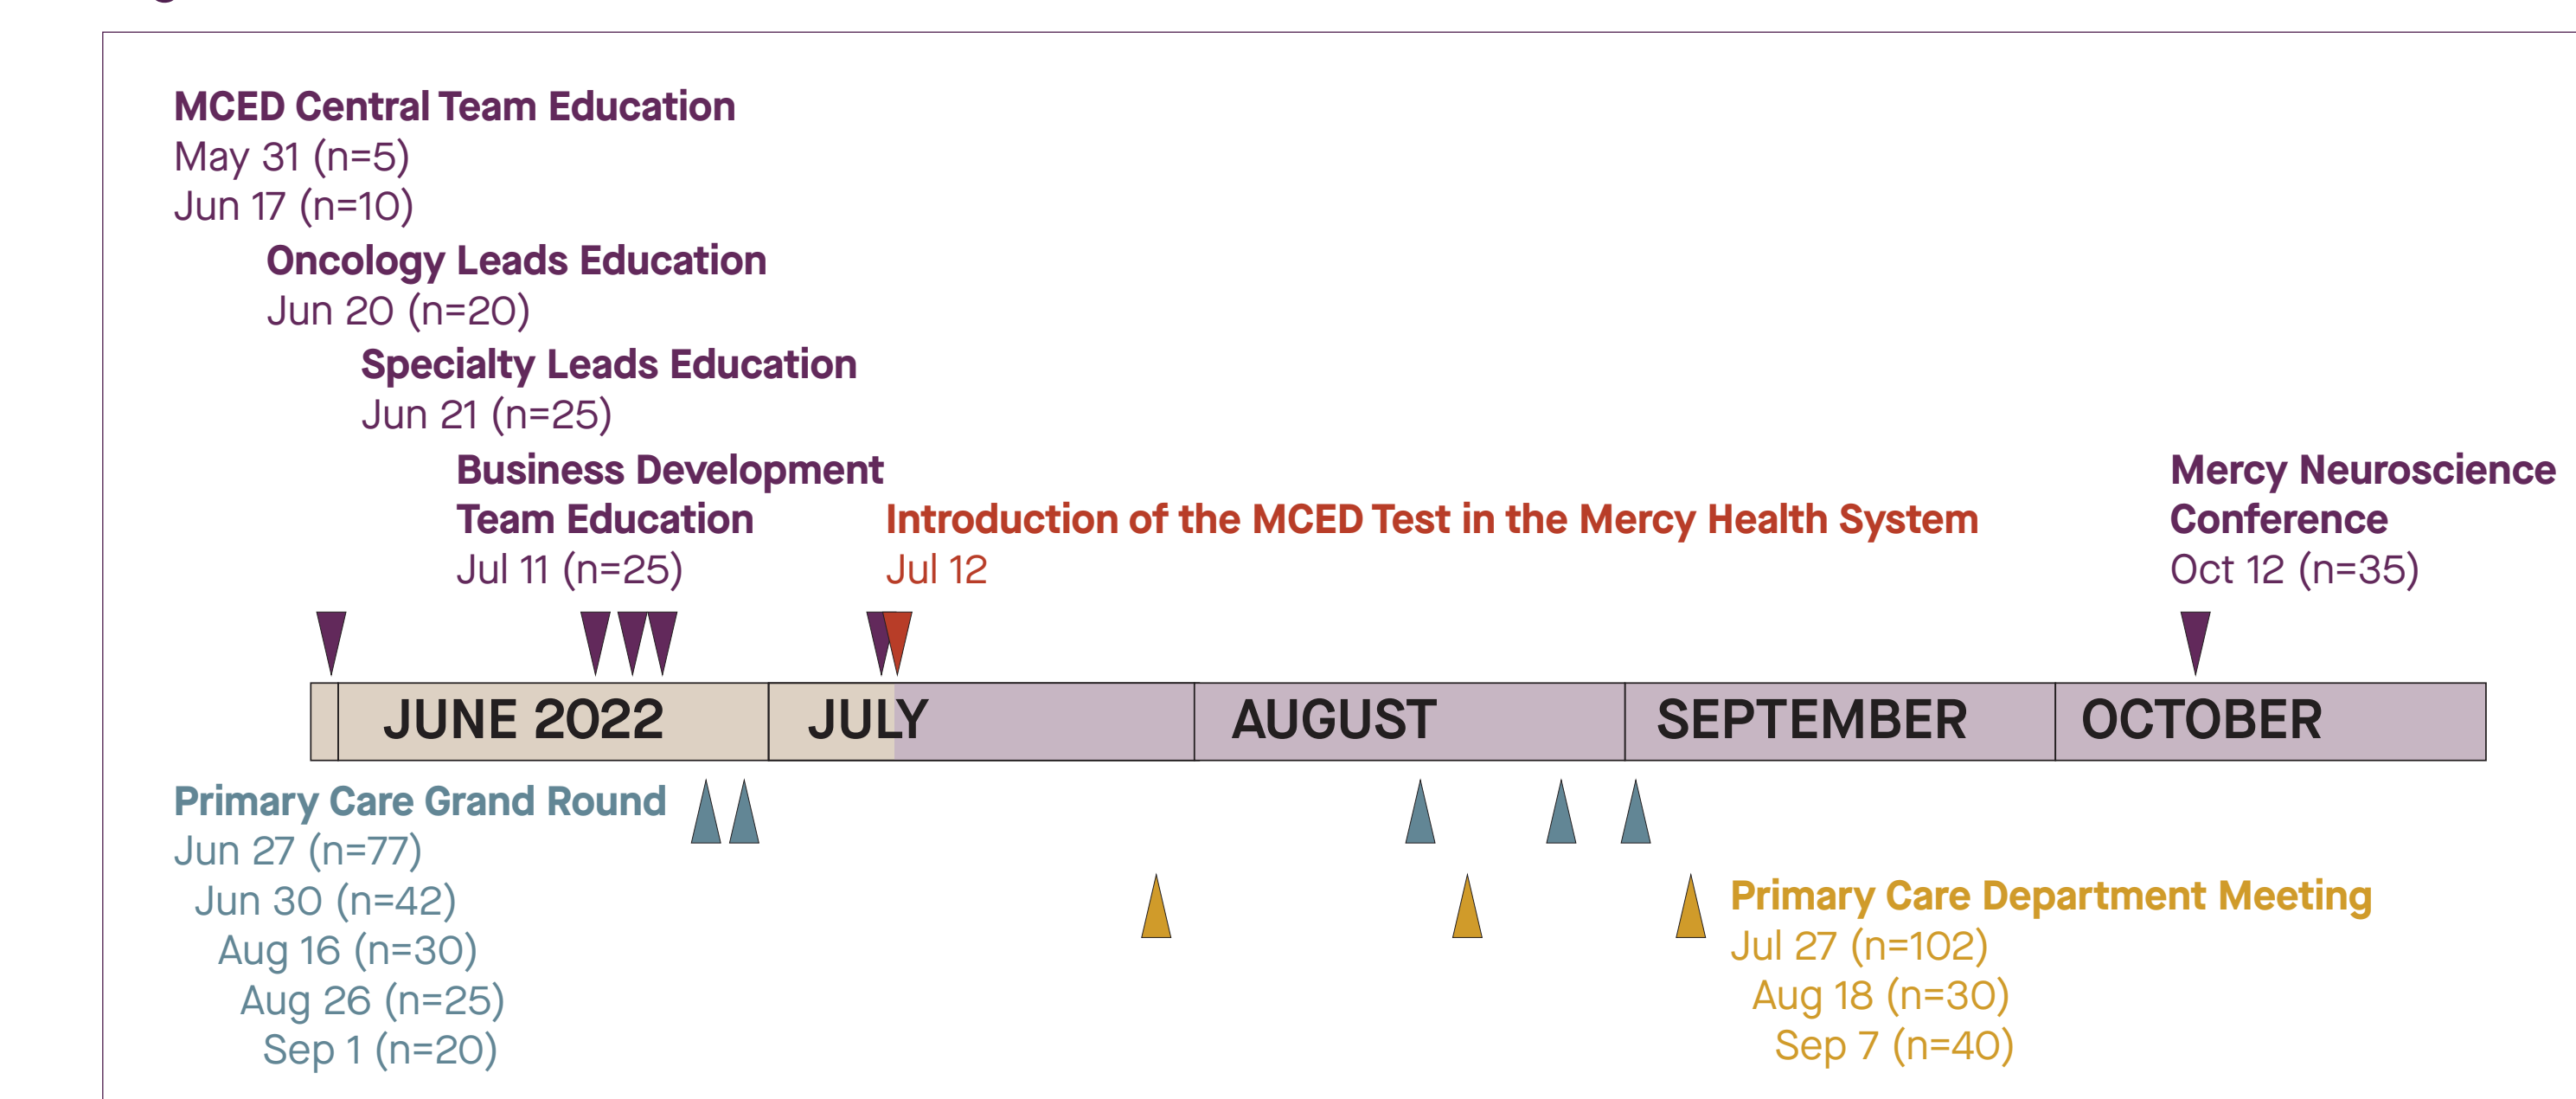 MCED Central Team Education
May 31 (n=5)
Jun 17 (n=10)
Oncology Leads Education
Jun 20 (n=20)
Specialty Leads Education
Jun 21 (n=25)
Business Development
Team Education
Jul 11 (n=25)
Introduction of the MCED Test in the Mercy Health System
Jul 12
Mercy Neuroscience
Conference
Oct 12 (n=35)
JUNE 2022
JULY
AUGUST
SEPTEMBER
OCTOBER
Primary Care Grand Round
Jun 27 (n=77)
Jun 30 (n=42)
Aug 16 (n=30)
Aug 26 (n=25)
Sep 1 (n=20)
Primary Care Department Meeting
Jul 27 (n=102)
Aug 18 (n=30)
Sep 7 (n=40)